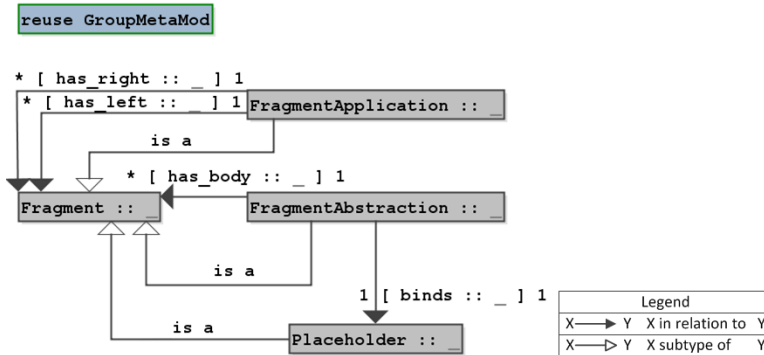 reuse GroupMetaMod
* [ has_right :: _ ] 1
* [ has_left :: _ ] 1
FragmentApplication :: _
is a
* [ has_body :: _ ] 1
Fragment :: _
FragmentAbstraction :: _
is a
1 [ binds :: _ ] 1
is a
Placeholder :: _
Legend
X Y X in relation to Y
X Y X subtype of Y